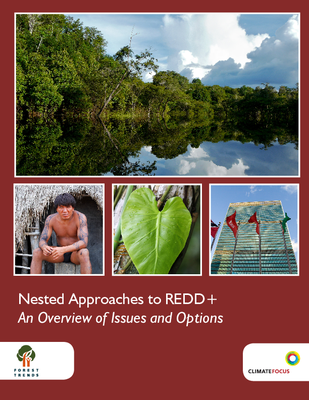 Nested Approaches to REDD+
An Overview of Issues and Options
FOREST
TRENDS
CLIMATEFOCUS